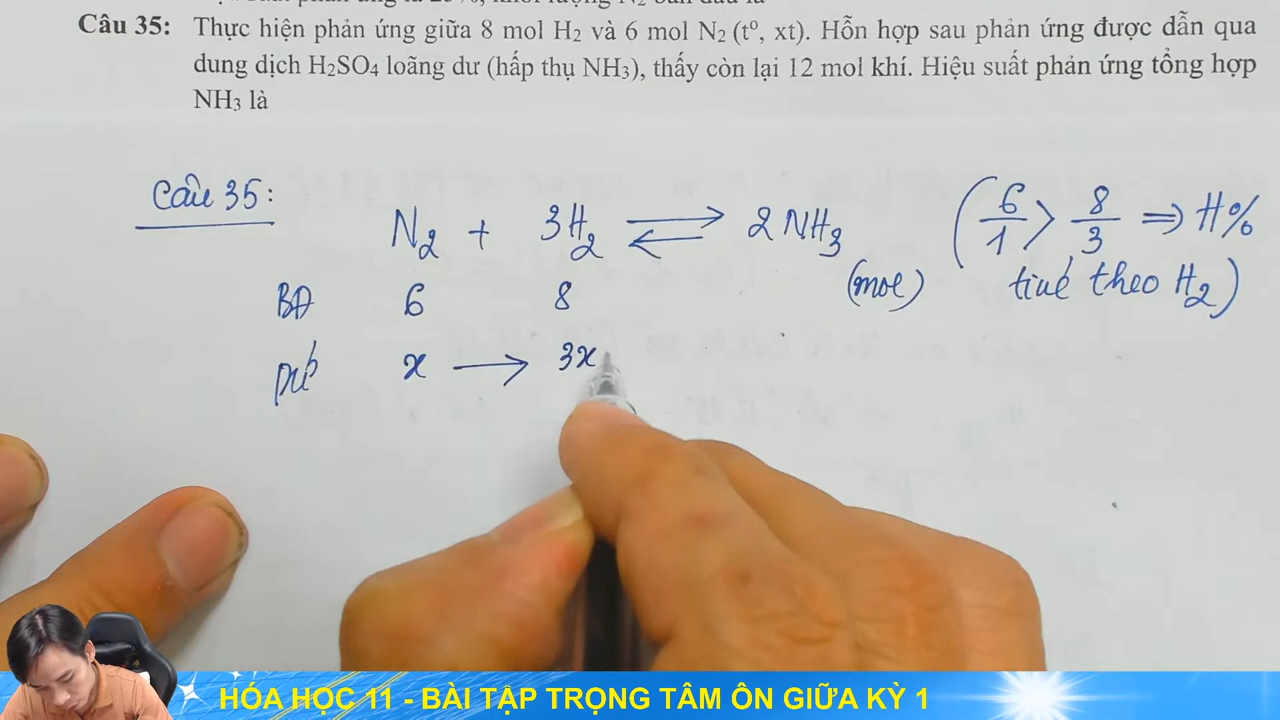 Câu 35: Thực hiện phản ứng giữa 8 mol H₂ và 6 mol N₂ (tᵒ, xt). Hỗn hợp sau phản ứng được dẫn qua
dung dịch H₂SO₄ loãng dư (hấp thụ NH₃), thấy còn lại 12 mol khí. Hiệu suất phản ứng tổng hợp
NH₃ là
Câu 35:
N₂ + 3H₂ ⇌ 2NH₃ (6/1 > 8/3 ⇒ H%
BĐ 6 8 (mol) tính theo H₂)
pứ x → 3x
HÓA HỌC 11 - BÀI TẬP TRỌNG TÂM ÔN GIỮA KỲ 1